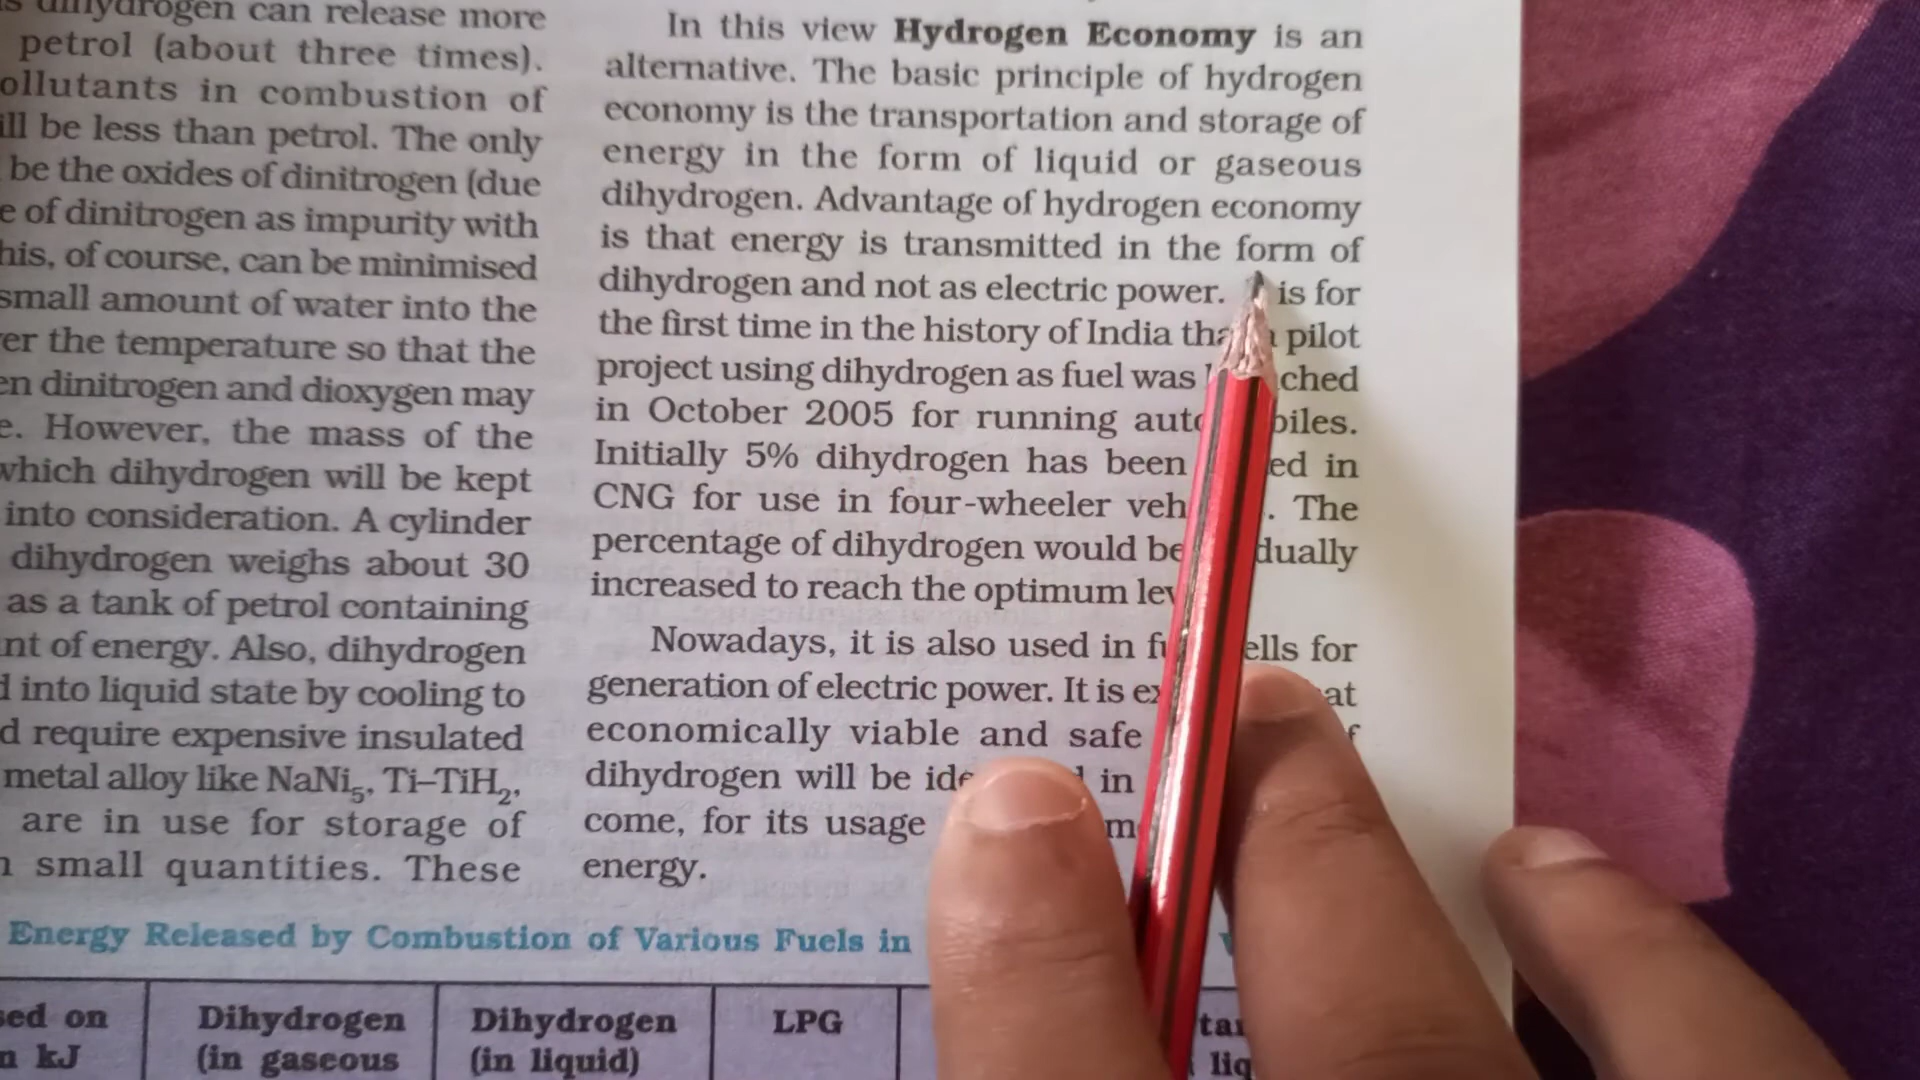 dihydrogen can release more
petrol (about three times).
ollutants in combustion of
ill be less than petrol. The only
be the oxides of dinitrogen (due
e of dinitrogen as impurity with
his, of course, can be minimised
small amount of water into the
er the temperature so that the
en dinitrogen and dioxygen may
e. However, the mass of the
which dihydrogen will be kept
into consideration. A cylinder
dihydrogen weighs about 30
as a tank of petrol containing
nt of energy. Also, dihydrogen
d into liquid state by cooling to
d require expensive insulated
metal alloy like NaNi5, Ti–TiH2,
are in use for storage of
n small quantities. These
In this view Hydrogen Economy is an
alternative. The basic principle of hydrogen
economy is the transportation and storage of
energy in the form of liquid or gaseous
dihydrogen. Advantage of hydrogen economy
is that energy is transmitted in the form of
dihydrogen and not as electric power. is for
the first time in the history of India pilot
project using dihydrogen as fuel was ched
in October 2005 for running auto biles.
Initially 5% dihydrogen has been ed in
CNG for use in four-wheeler veh . The
percentage of dihydrogen would be dually
increased to reach the optimum lev
Nowadays, it is also used in fu ells for
generation of electric power. It is ex at
economically viable and safe f
dihydrogen will be ide in
come, for its usage m
energy.
Energy Released by Combustion of Various Fuels in
sed on
n kJ
Dihydrogen
(in gaseous
Dihydrogen
(in liquid)
LPG
tan
liq